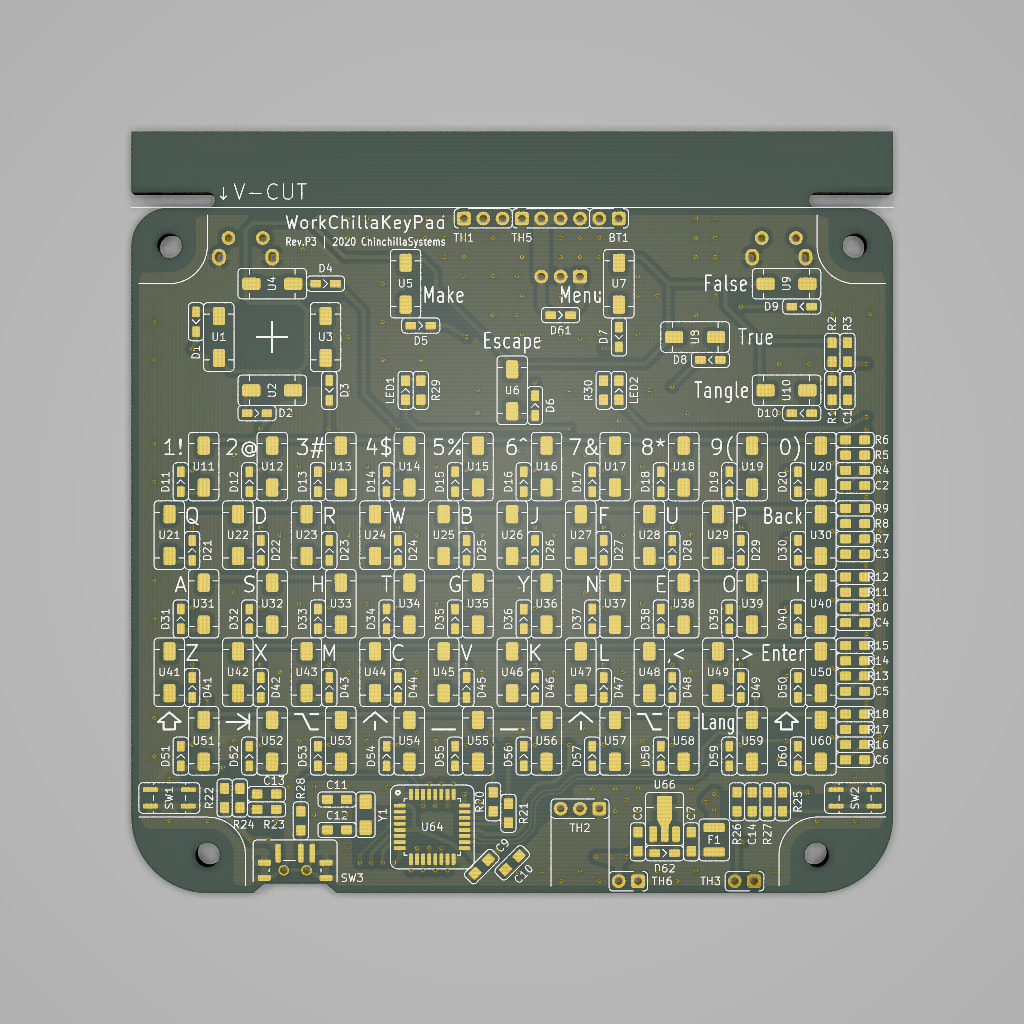 ↓V-CUT
WorkChillaKeyPad
Rev.P3 | 2020 ChinchillaSystems
TH1 TH5 BT1
D4
U4 U5 U7 U9
Make Menu False
D5 D61 D9
D1 U1 U3 D7 U8 True R2 R3
Escape
D8
U2 D3 LED1 R29 U6 D6 R30 LED2 Tangle U10
D2 D10 R1 C1
1! 2@ 3# 4$ 5% 6^ 7& 8* 9( 0)
U11 U12 U13 U14 U15 U16 U17 U18 U19 U20
D11 D12 D13 D14 D15 D16 D17 D18 D19 D20
R6
R5
R4
C2
Q D R W B J F U P Back
U21 U22 U23 U24 U25 U26 U27 U28 U29 U30
D21 D22 D23 D24 D25 D26 D27 D28 D29 D30
R9
R8
R7
C3
A S H T G Y N E O I
U31 U32 U33 U34 U35 U36 U37 U38 U39 U40
D31 D32 D33 D34 D35 D36 D37 D38 D39 D40
R12
R11
R10
C4
Z X M C V K L ,< .> Enter
U41 U42 U43 U44 U45 U46 U47 U48 U49 U50
D41 D42 D43 D44 D45 D46 D47 D48 D49 D50
R15
R14
R13
C5
Lang
U51 U52 U53 U54 U55 U56 U57 U58 U59 U60
D51 D52 D53 D54 D55 D56 D57 D58 D59 D60
R18
R17
R16
C6
SW1 R22 C13 R28 C11 U66 SW2
R24 R23 C12 Y1 U64 R20 R21 TH2 C8 C7 F1 R26 C14 R27 R25
C9
C10
D62
SW3 TH6 TH3